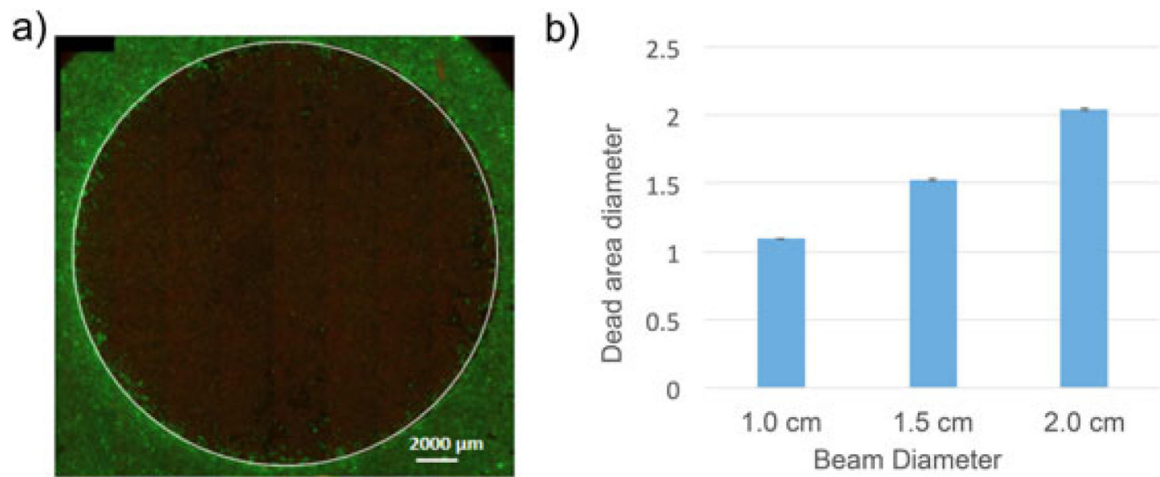 a)
2000 µm
b)
Dead area diameter
2.5
2
1.5
1
0.5
0
1.0 cm 1.5 cm 2.0 cm
Beam Diameter